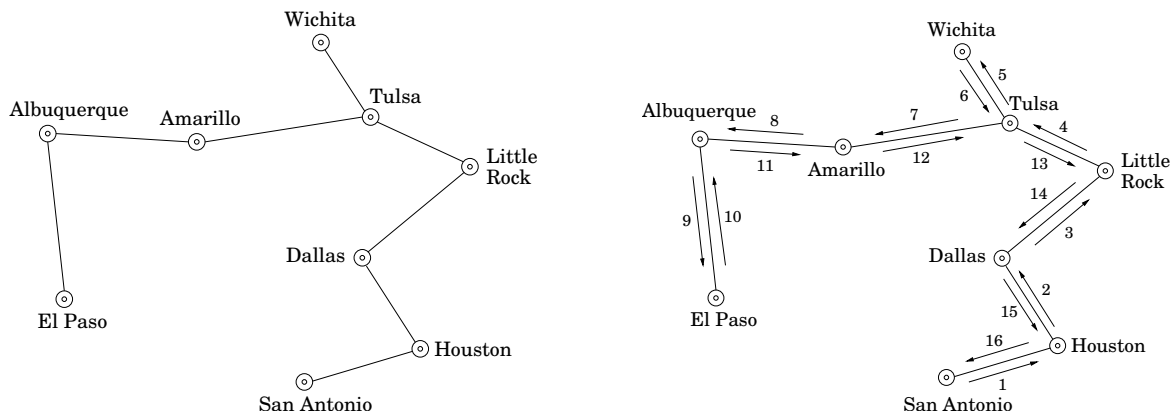 Wichita
Albuquerque
Amarillo
Tulsa
Little
Rock
Dallas
El Paso
Houston
San Antonio
Wichita
5
6
Tulsa
Albuquerque
8
7
4
11
Amarillo
12
13
Little
Rock
14
9
10
3
Dallas
El Paso
2
15
16
Houston
1
San Antonio